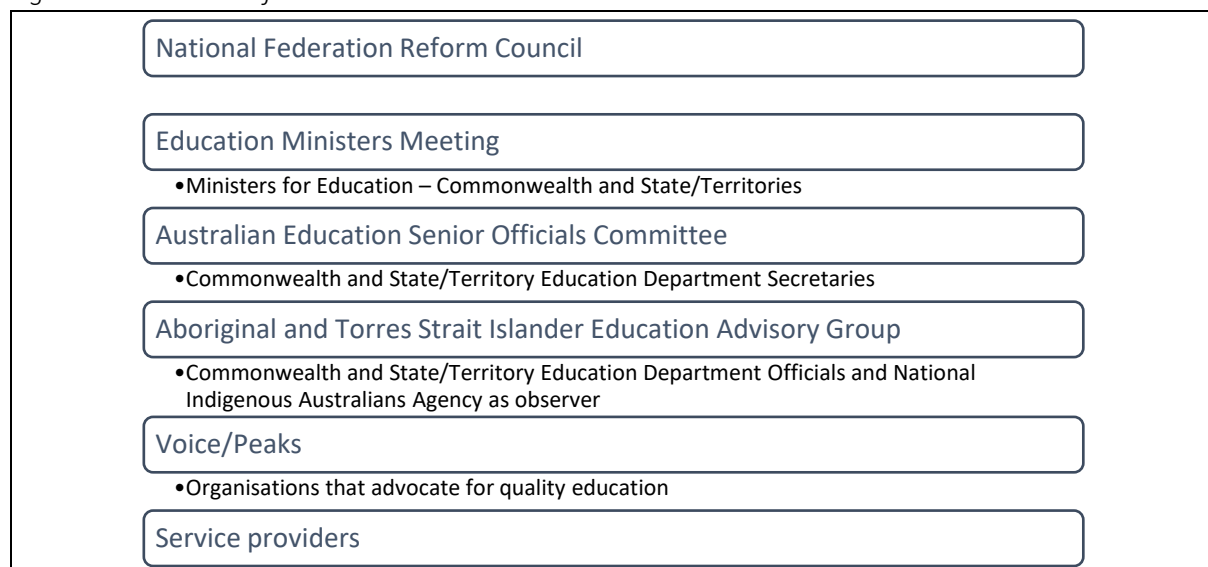 National Federation Reform Council
Education Ministers Meeting
•Ministers for Education – Commonwealth and State/Territories
Australian Education Senior Officials Committee
•Commonwealth and State/Territory Education Department Secretaries
Aboriginal and Torres Strait Islander Education Advisory Group
•Commonwealth and State/Territory Education Department Officials and National
Indigenous Australians Agency as observer
Voice/Peaks
•Organisations that advocate for quality education
Service providers